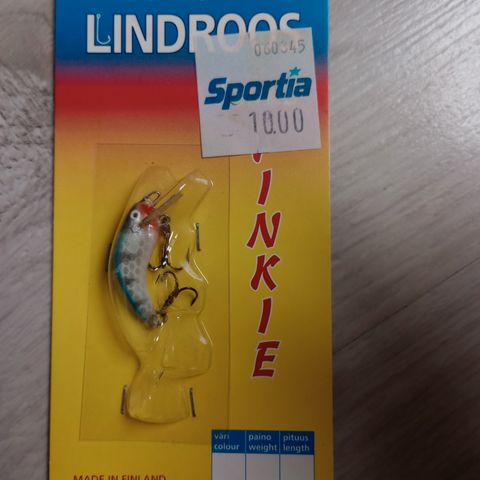 LINDROOS
060345
Sportia
10.00
INKIE
väri paino pituus
colour weight length
MADE IN FINLAND